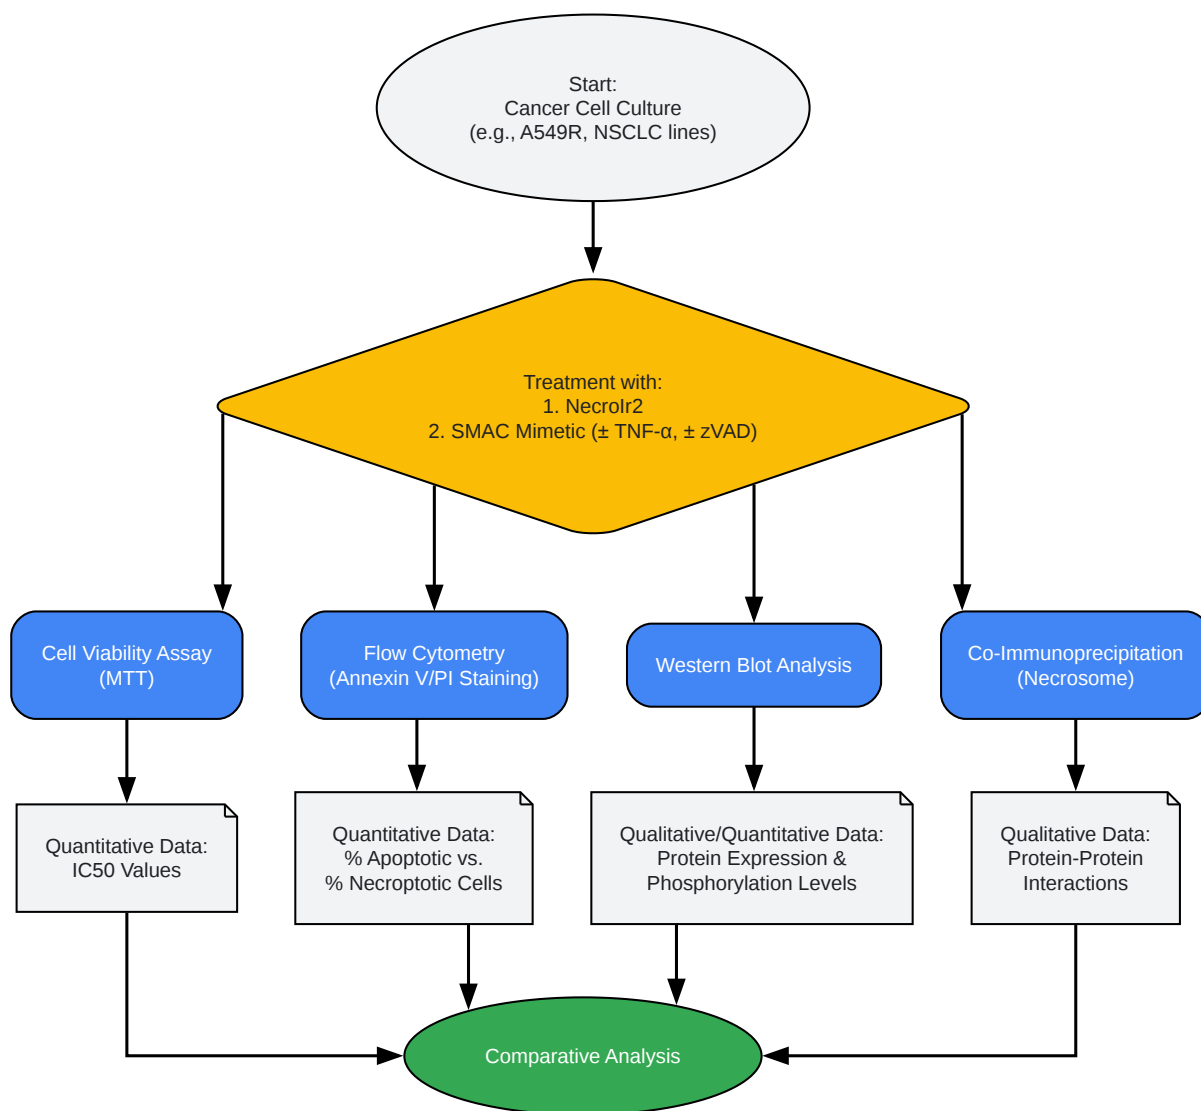 Start:
Cancer Cell Culture
(e.g., A549R, NSCLC lines)
Treatment with:
1. NecroIr2
2. SMAC Mimetic (± TNF-α, ± zVAD)
Cell Viability Assay
(MTT)
Flow Cytometry
(Annexin V/PI Staining)
Western Blot Analysis
Co-Immunoprecipitation
(Necrosome)
Quantitative Data:
IC50 Values
Quantitative Data:
% Apoptotic vs.
% Necroptotic Cells
Qualitative/Quantitative Data:
Protein Expression &
Phosphorylation Levels
Qualitative Data:
Protein-Protein
Interactions
Comparative Analysis